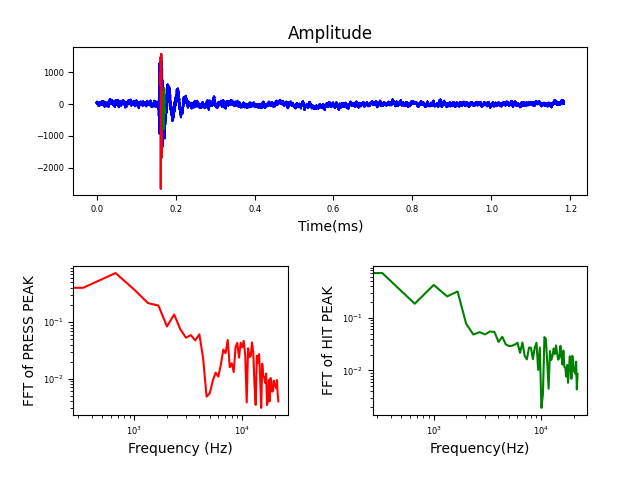 Amplitude
1000
0
−1000
−2000
0.0 0.2 0.4 0.6 0.8 1.0 1.2
Time(ms)
FFT of PRESS PEAK
10⁻¹
10⁻²
10³ 10⁴
Frequency (Hz)
FFT of HIT PEAK
10⁻¹
10⁻²
10³ 10⁴
Frequency(Hz)